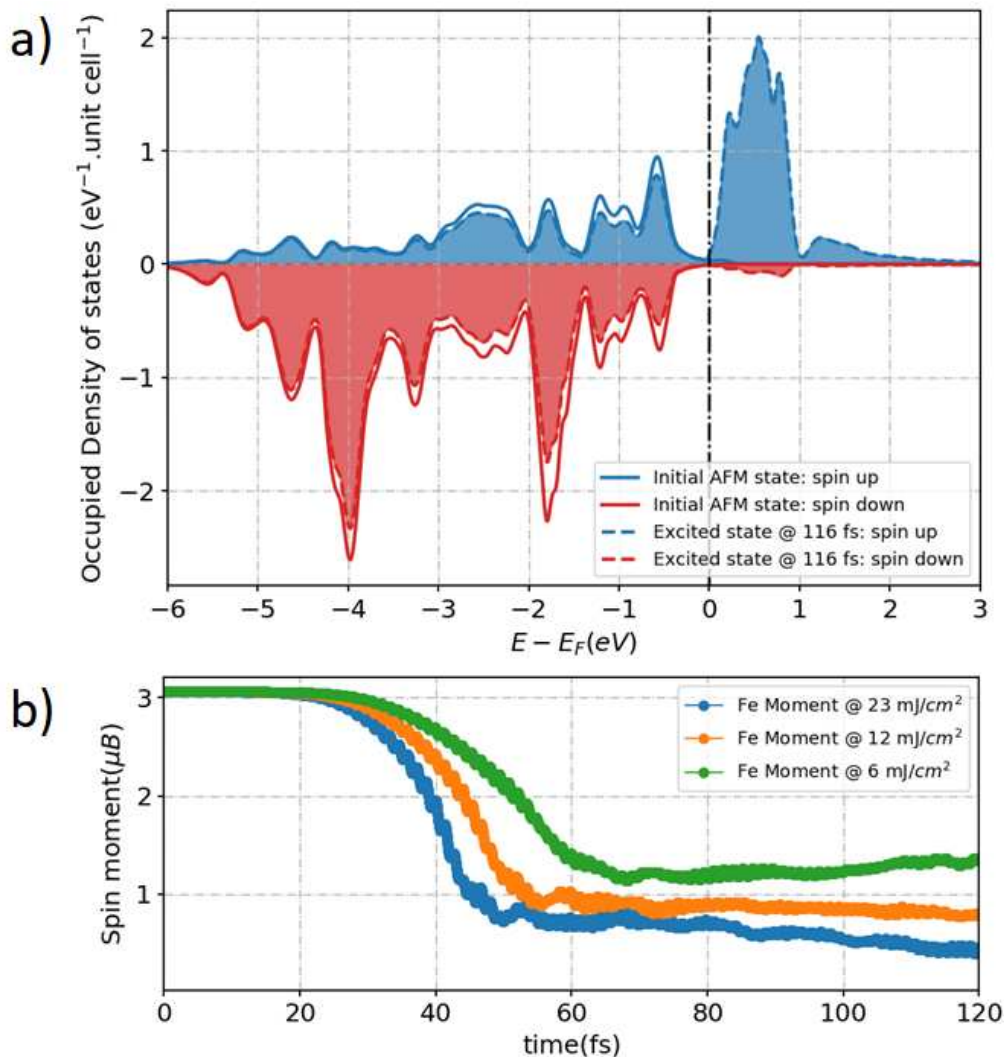 a)
Occupied Density of states (eV⁻¹.unit cell⁻¹)
2
1
0
−1
−2
Initial AFM state: spin up
Initial AFM state: spin down
Excited state @ 116 fs: spin up
Excited state @ 116 fs: spin down
−6 −5 −4 −3 −2 −1 0 1 2 3
E − E_F(eV)
b)
Spin moment(μB)
3
2
1
Fe Moment @ 23 mJ/cm²
Fe Moment @ 12 mJ/cm²
Fe Moment @ 6 mJ/cm²
0 20 40 60 80 100 120
time(fs)